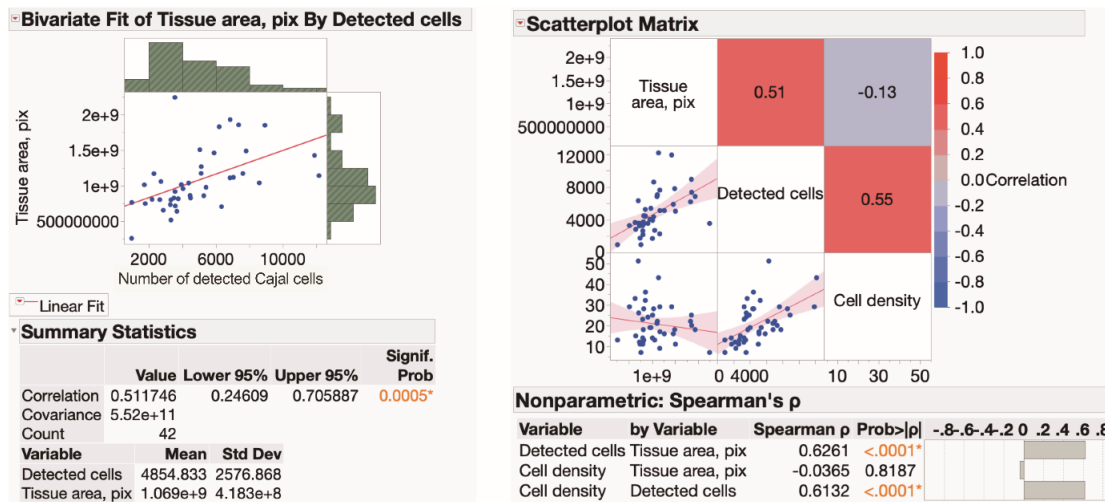 Bivariate Fit of Tissue area, pix By Detected cells
Tissue area, pix
2e+9
1.5e+9
1e+9
500000000
2000 4000 6000 8000 10000
Number of detected Cajal cells
Linear Fit
Summary Statistics
Value Lower 95% Upper 95% Signif. Prob
Correlation 0.511746 0.24609 0.705887 0.0005*
Covariance 5.52e+11
Count 42
Variable Mean Std Dev
Detected cells 4854.833 2576.868
Tissue area, pix 1.069e+9 4.183e+8
Scatterplot Matrix
2e+9
1.5e+9
1e+9
500000000
Tissue area, pix
0.51
-0.13
12000
8000
4000
0
Detected cells
0.55
50
40
30
20
10
Cell density
1e+9
0 4000
10 30 50
1.0
0.8
0.6
0.4
0.2
0.0
-0.2
-0.4
-0.6
-0.8
-1.0
Correlation
Nonparametric: Spearman's ρ
Variable by Variable Spearman ρ Prob>|ρ| -.8-.6-.4-.2 0 .2 .4 .6 .8
Detected cells Tissue area, pix 0.6261 <.0001*
Cell density Tissue area, pix -0.0365 0.8187
Cell density Detected cells 0.6132 <.0001*